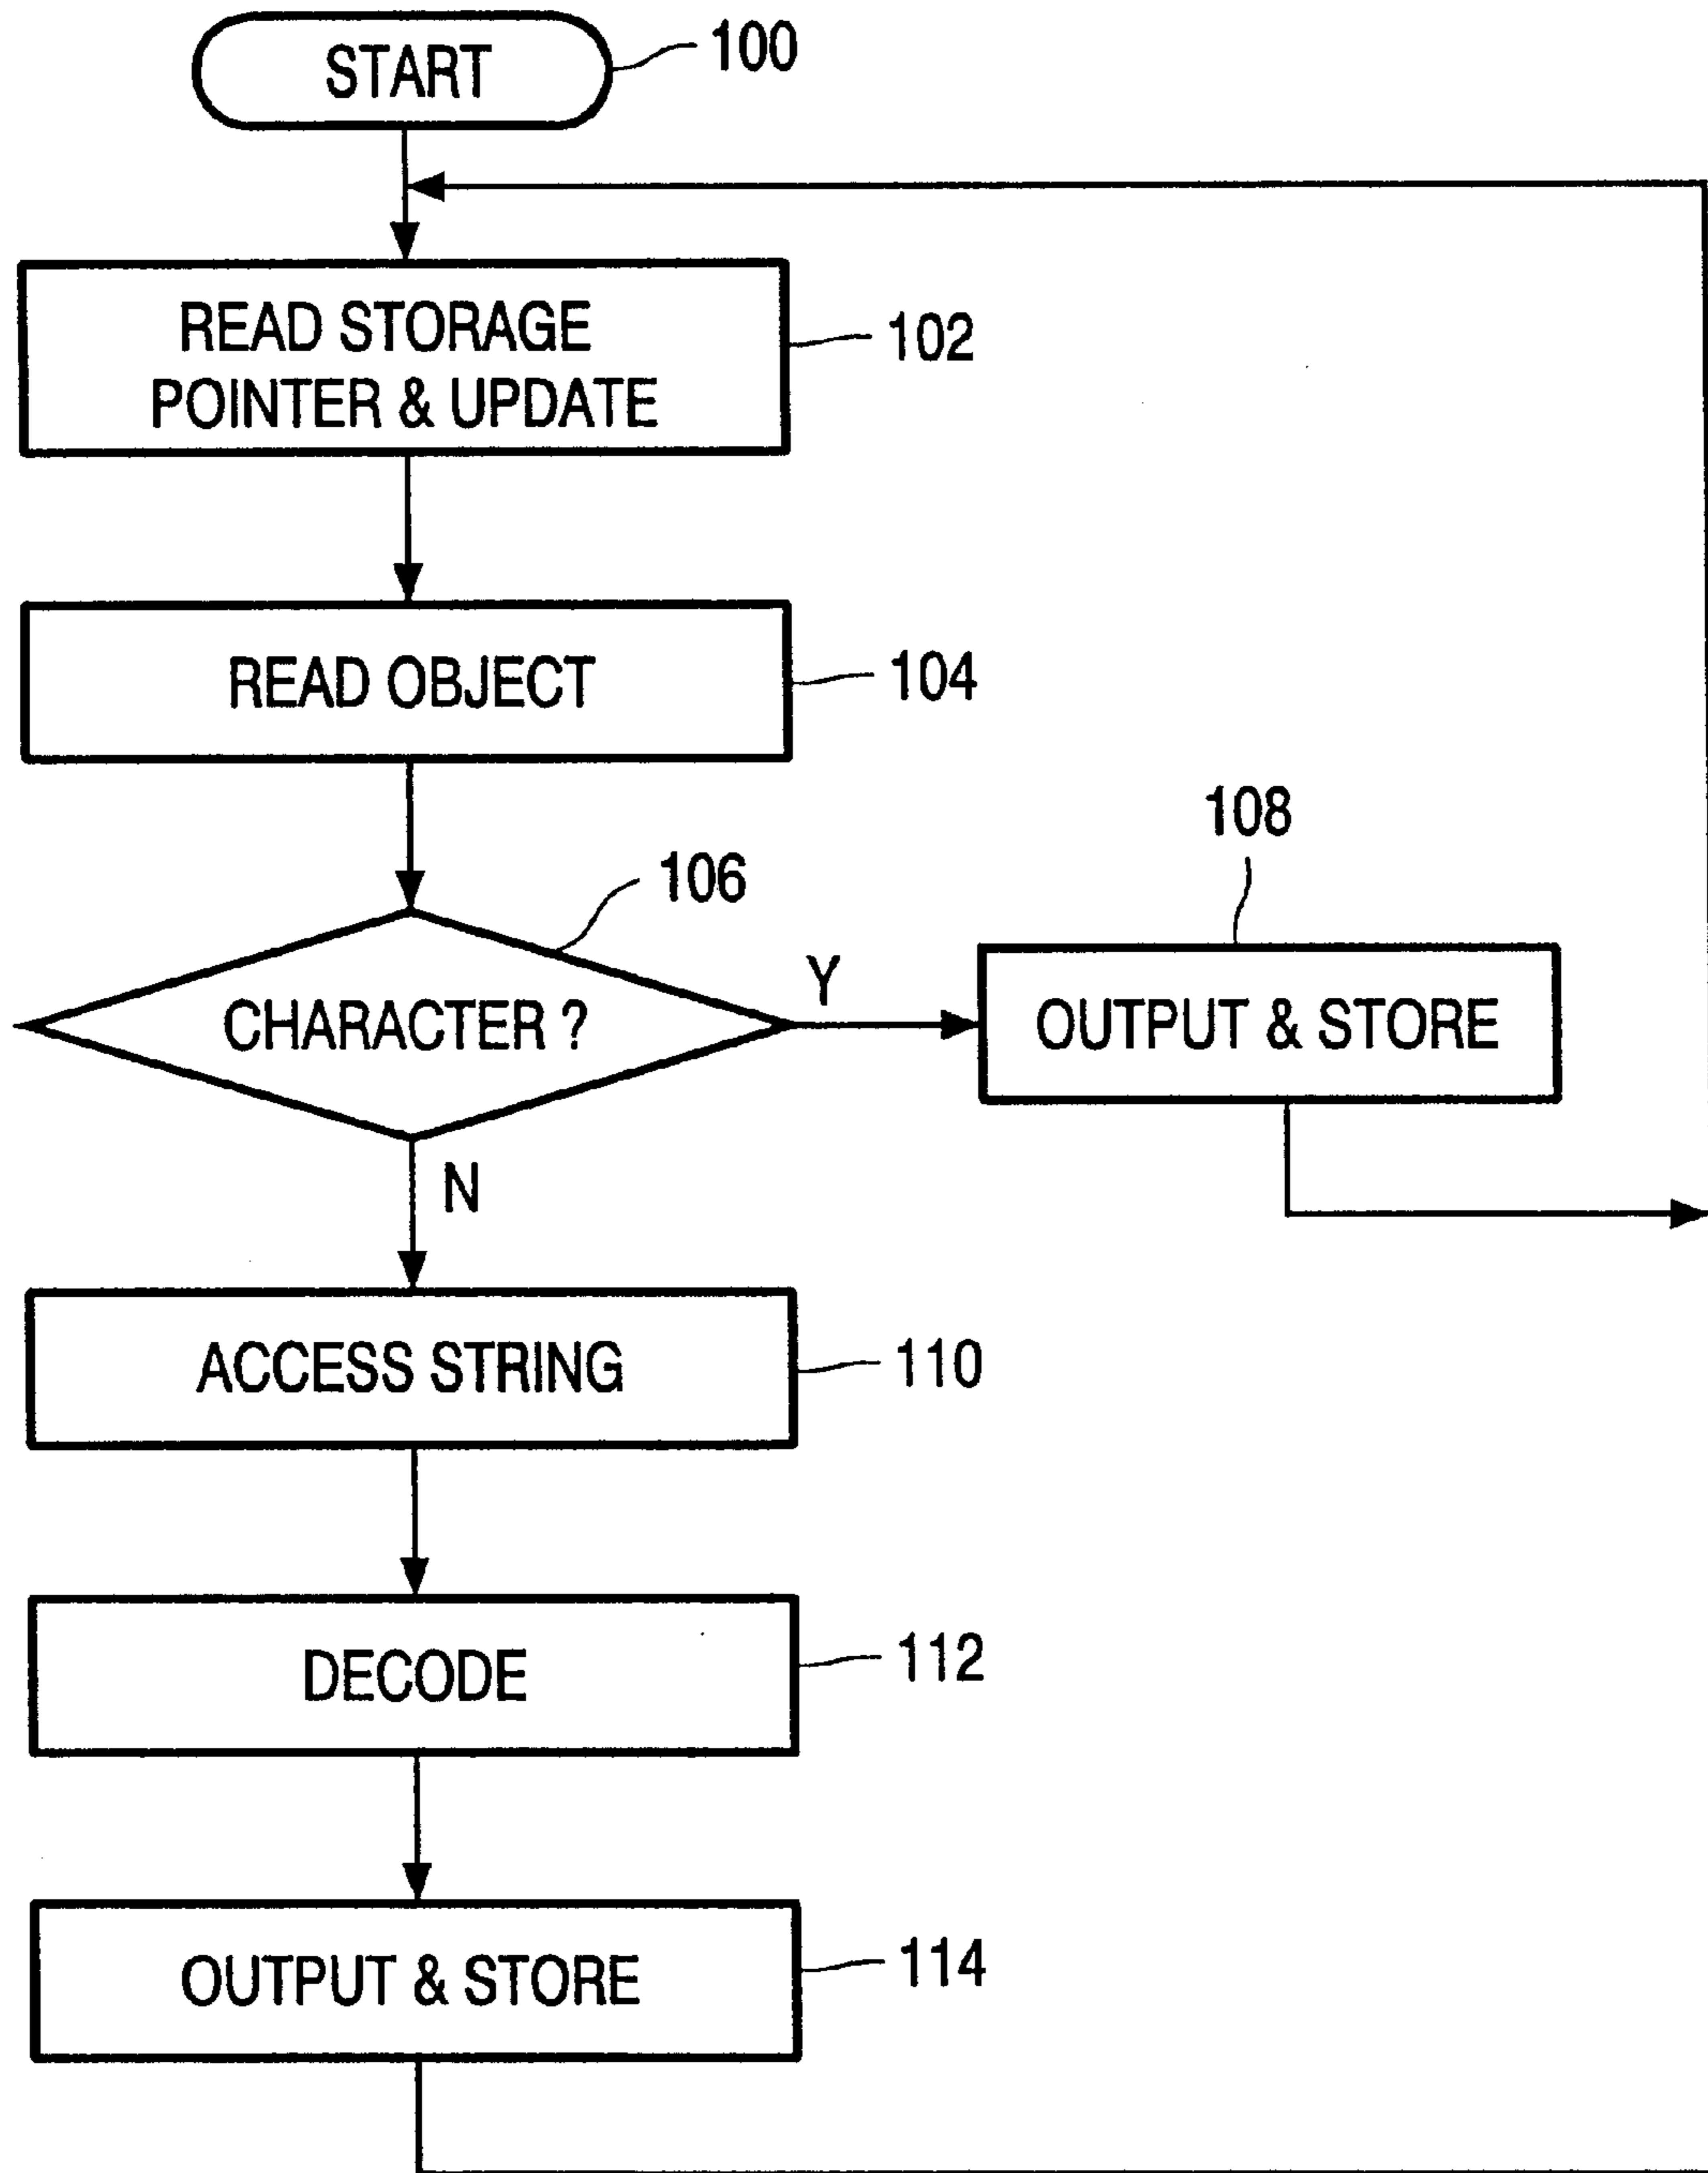 START
100
READ STORAGE
POINTER & UPDATE
102
READ OBJECT
104
106
108
CHARACTER ?
Y
OUTPUT & STORE
N
ACCESS STRING
110
DECODE
112
OUTPUT & STORE
114